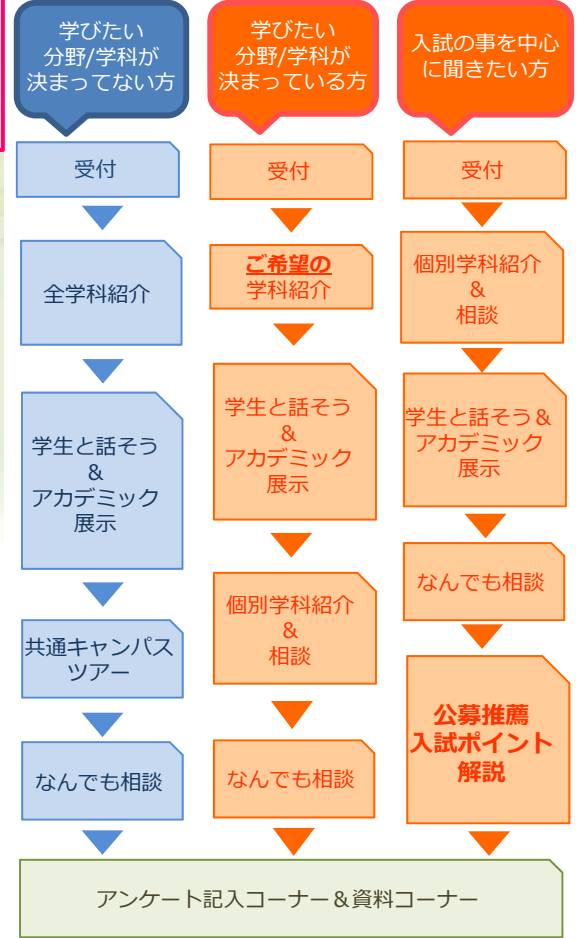 学びたい
分野/学科が
決まってない方
受付
全学科紹介
学生と話そう
&
アカデミック
展示
共通キャンパス
ツアー
なんでも相談
学びたい
分野/学科が
決まっている方
受付
ご希望の
学科紹介
学生と話そう
&
アカデミック
展示
個別学科紹介
&
相談
なんでも相談
入試の事を中心
に聞きたい方
受付
個別学科紹介
&
相談
学生と話そう&
アカデミック
展示
なんでも相談
公募推薦
入試ポイント
解説
アンケート記入コーナー&資料コーナー